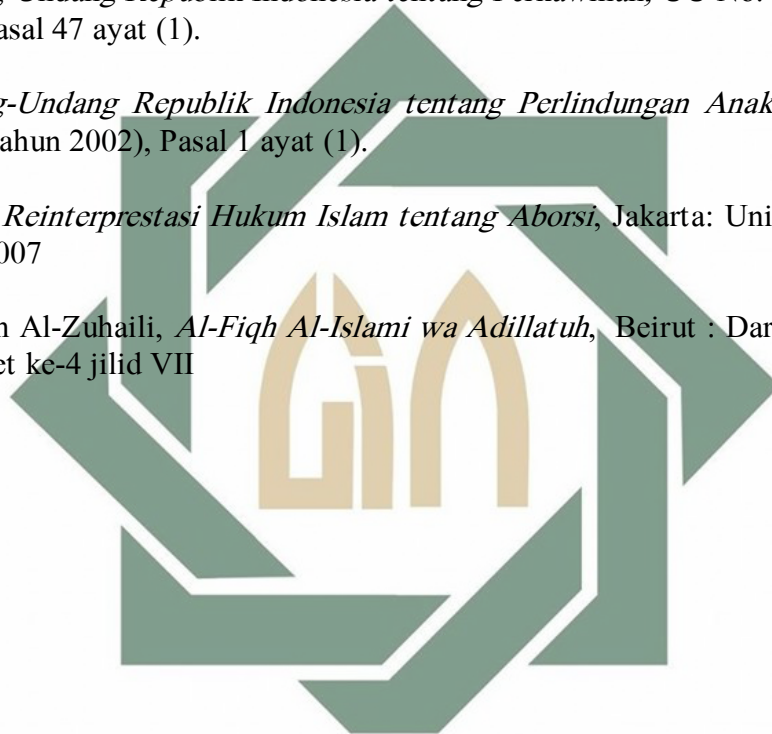 Undang Republik Indonesia tentang Perkawinan, UU No.
asal 47 ayat (1).
g-Undang Republik Indonesia tentang Perlindungan Anak
ahun 2002), Pasal 1 ayat (1).
Reinterprestasi Hukum Islam tentang Aborsi, Jakarta: Uni
007
n Al-Zuhaili, Al-Fiqh Al-Islami wa Adillatuh, Beirut : Dar
et ke-4 jilid VII
UIN